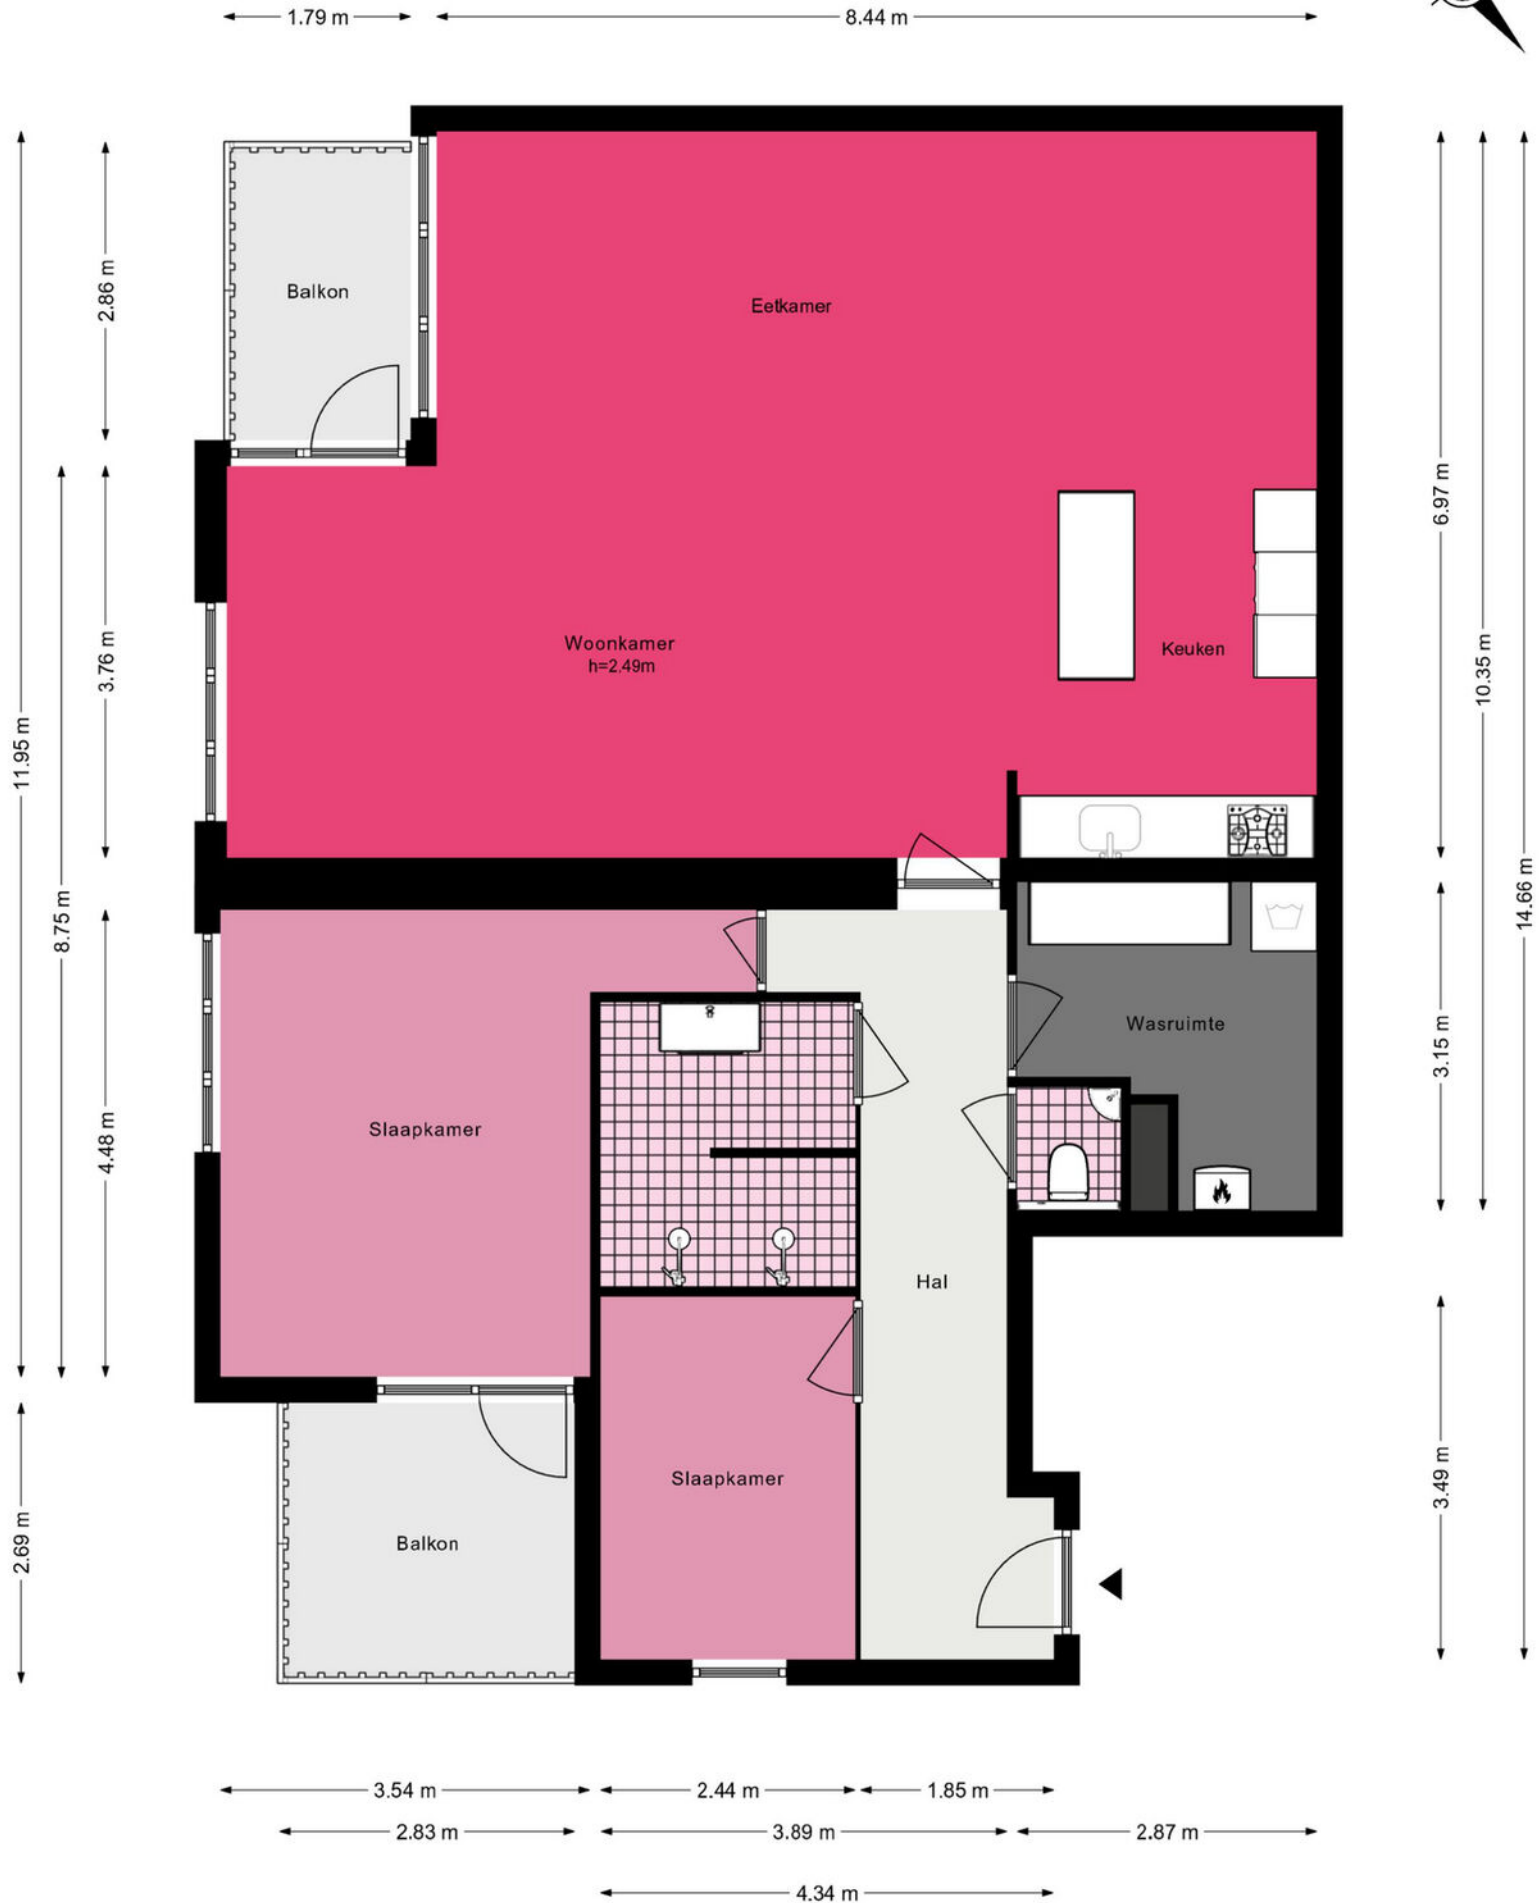 1.79 m
8.44 m
Balkon
2.86 m
Eetkamer
6.97 m
Woonkamer
h=2.49m
Keuken
3.76 m
10.35 m
11.95 m
8.75 m
14.66 m
Wasruimte
3.15 m
Slaapkamer
4.48 m
Hal
Slaapkamer
3.49 m
Balkon
2.69 m
3.54 m
2.44 m
1.85 m
2.83 m
3.89 m
2.87 m
4.34 m